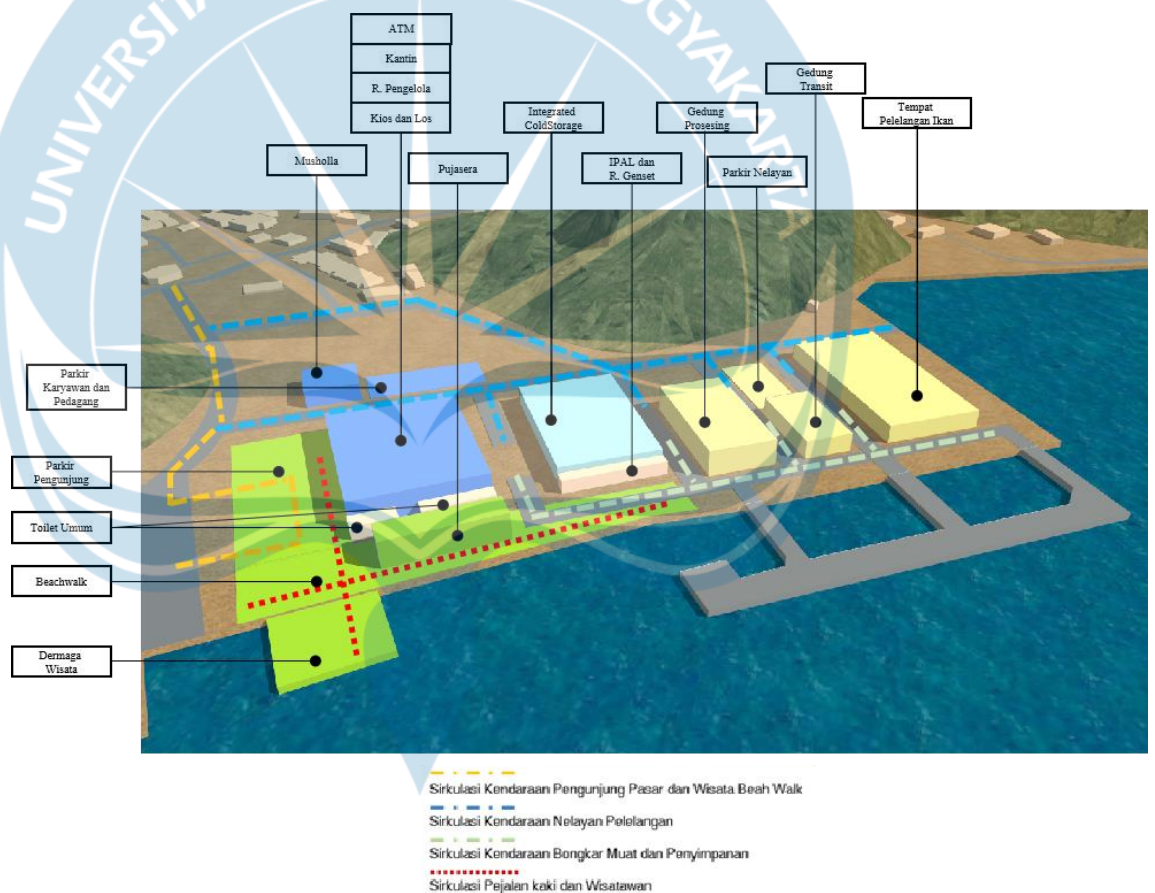 UNIVERSITA
OGYAKARTA
ATM
Kantin
R. Pengelola
Kios dan Los
Gedung
Transit
Integrated
ColdStorage
Gedung
Prosesing
Tempat
Pelelangan Ikan
Musholla
Pujasera
IPAL dan
R. Genset
Parkir Nelayan
Parkir
Karyawan dan
Pedagang
Parkir
Pengunjung
Toilet Umum
Beachwalk
Dermaga
Wisata
Sirkulasi Kendaraan Pengunjung Pasar dan Wisata Beah Walk
Sirkulasi Kendaraan Nelayan Pelelangan
Sirkulasi Kendaraan Bongkar Muat dan Penyimpanan
Sirkulasi Pejalan kaki dan Wisatawan